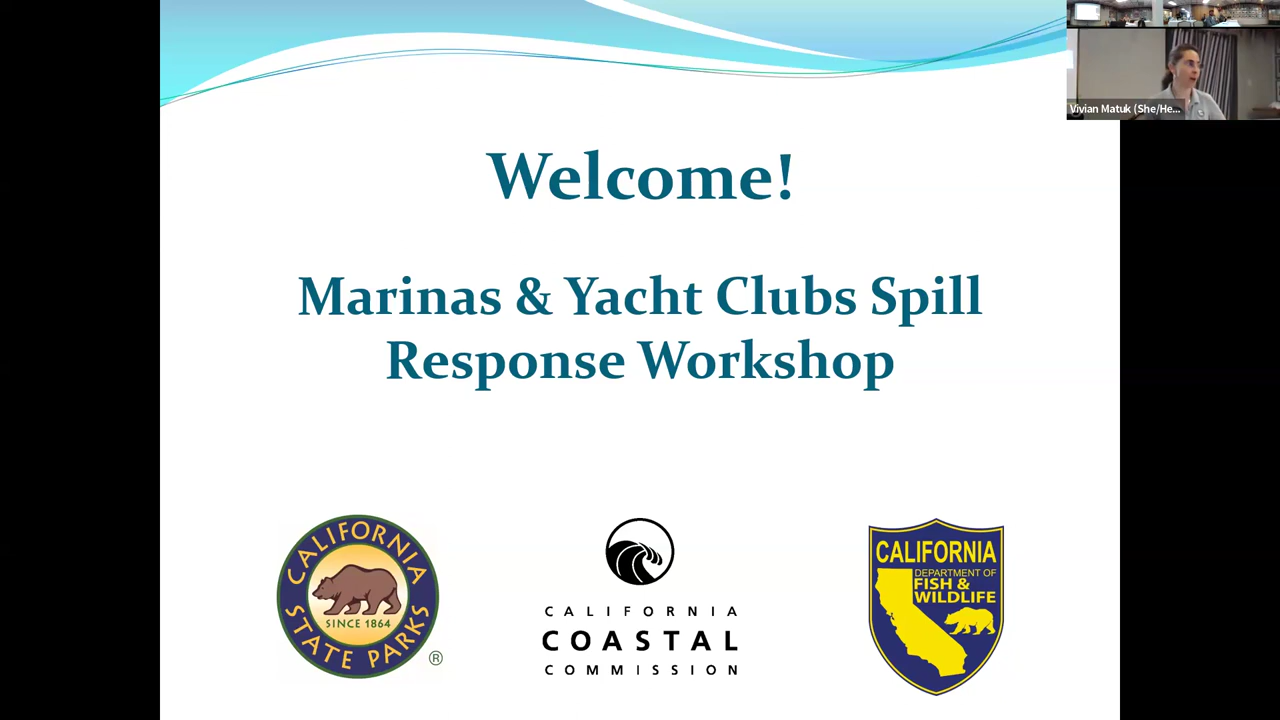 Vivian Matuk (She/He...
Welcome!
Marinas & Yacht Clubs Spill
Response Workshop
CALIFORNIA
STATE PARKS
SINCE 1864
®
CALIFORNIA
COASTAL
COMMISSION
CALIFORNIA
DEPARTMENT OF
FISH &
WILDLIFE